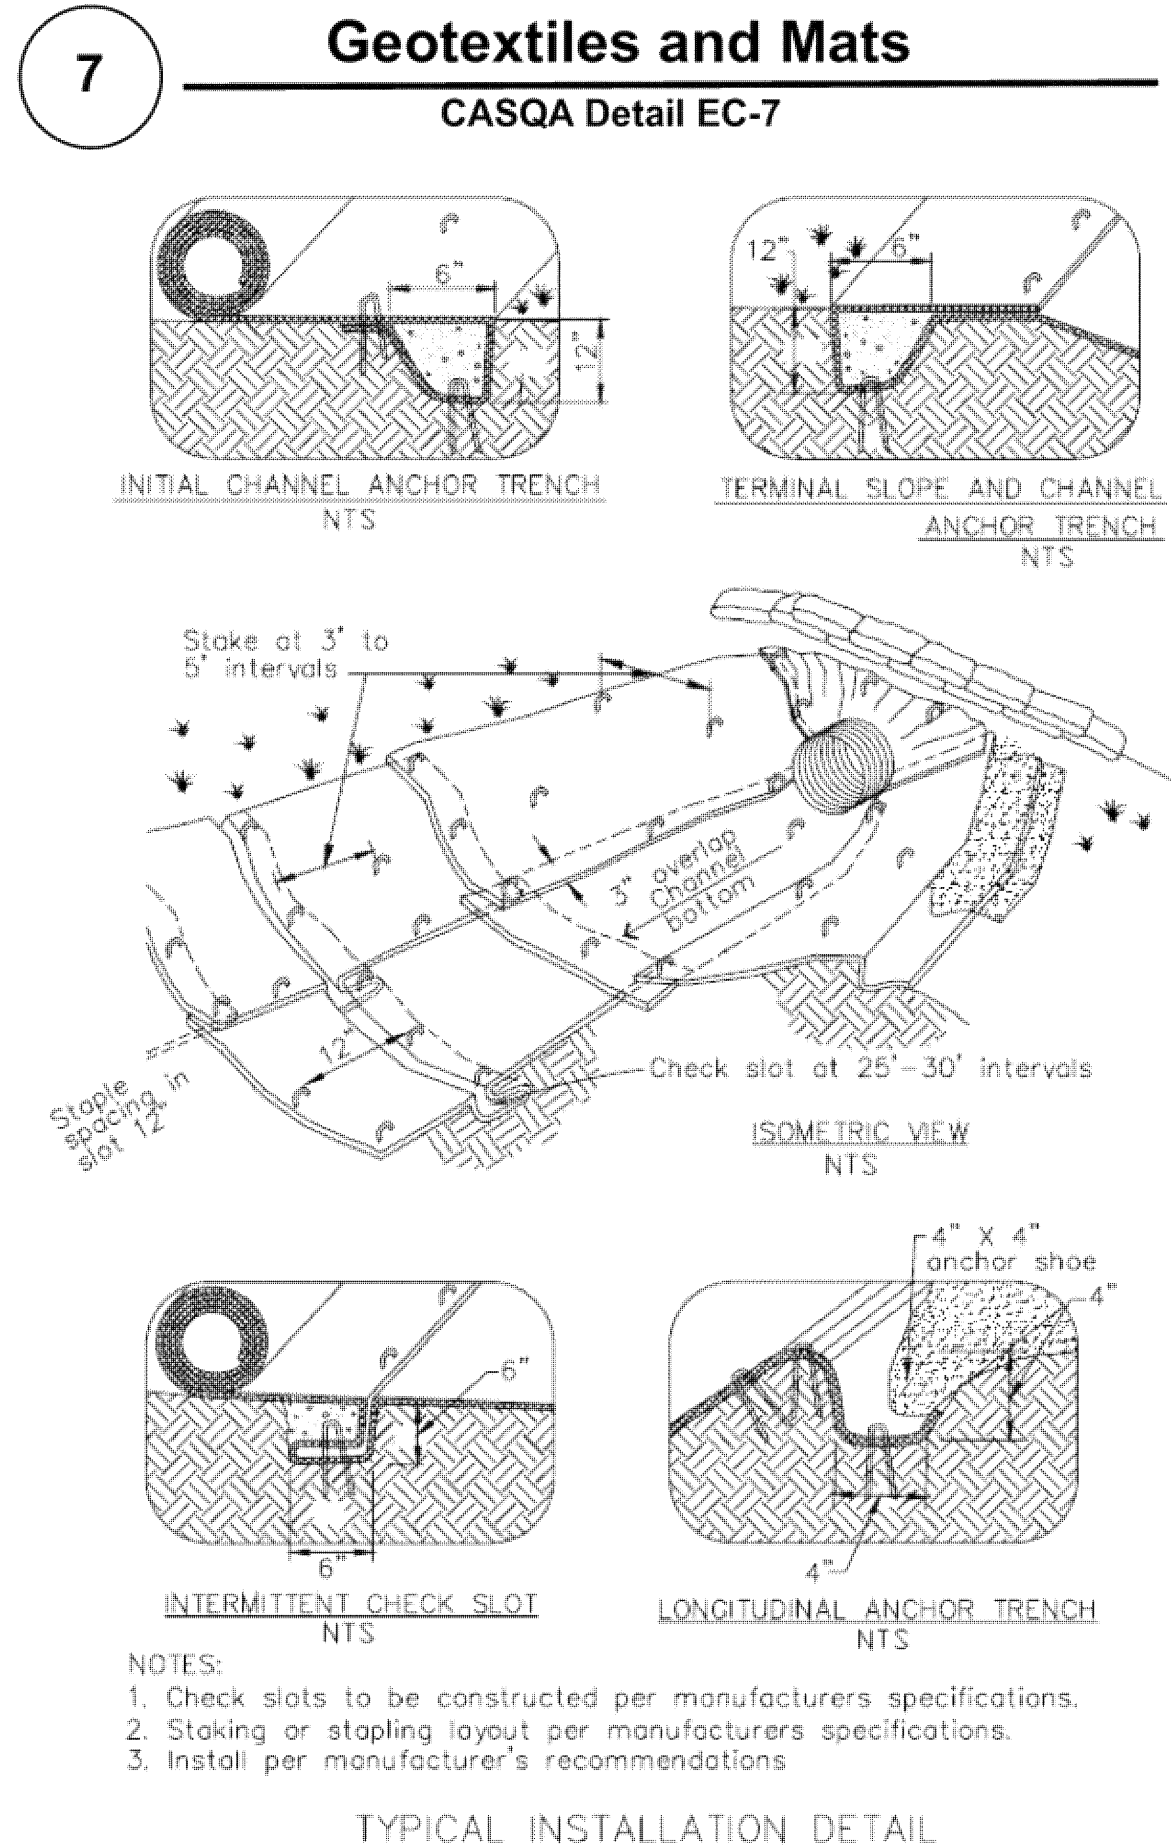 7
Geotextiles and Mats
CASQA Detail EC-7
6"
12"
INITIAL CHANNEL ANCHOR TRENCH
NTS
12"
6"
TERMINAL SLOPE AND CHANNEL
ANCHOR TRENCH
NTS
Stake at 3' to
5' intervals
3" overlap
Channel
bottom
12"
Staple
spacing in
slot 12"
Check slot at 25'-30' intervals
ISOMETRIC VIEW
NTS
6"
6"
INTERMITTENT CHECK SLOT
NTS
4" X 4"
anchor shoe
4"
4"
LONGITUDINAL ANCHOR TRENCH
NTS
NOTES:
1. Check slots to be constructed per manufacturers specifications.
2. Staking or stapling layout per manufacturers specifications.
3. Install per manufacturer's recommendations
TYPICAL INSTALLATION DETAIL